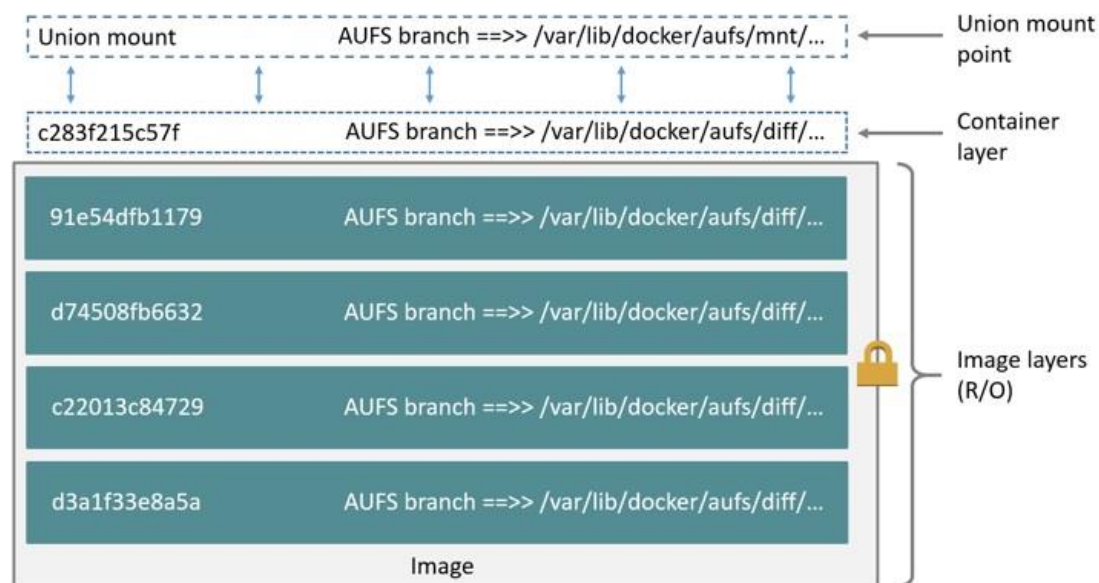 Union mount AUFS branch ==>> /var/lib/docker/aufs/mnt/...
Union mount
point
c283f215c57f AUFS branch ==>> /var/lib/docker/aufs/diff/...
Container
layer
91e54dfb1179 AUFS branch ==>> /var/lib/docker/aufs/diff/...
d74508fb6632 AUFS branch ==>> /var/lib/docker/aufs/diff/...
c22013c84729 AUFS branch ==>> /var/lib/docker/aufs/diff/...
d3a1f33e8a5a AUFS branch ==>> /var/lib/docker/aufs/diff/...
Image layers
(R/O)
Image